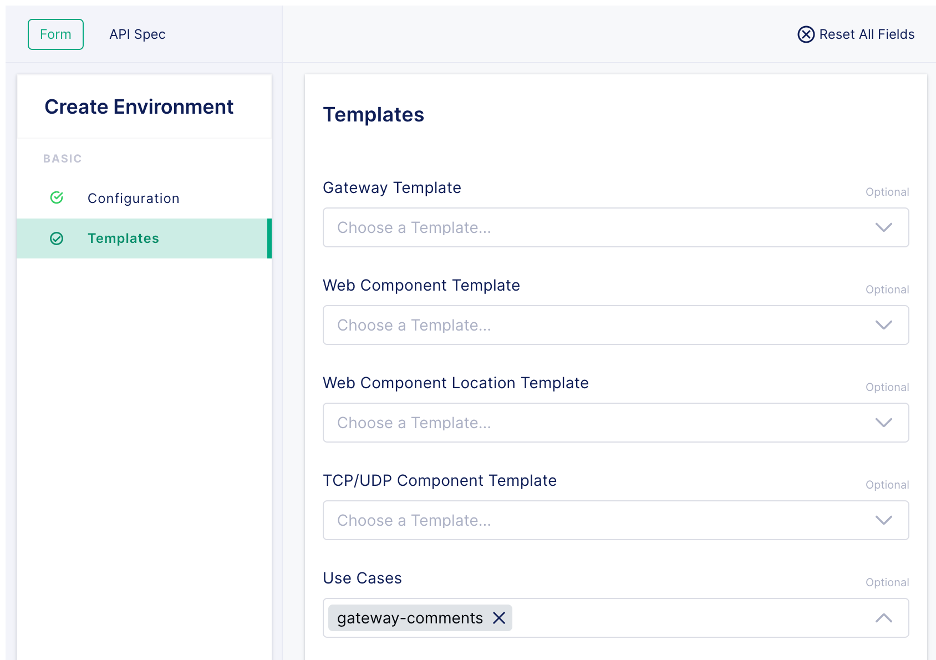 Form
API Spec
Reset All Fields
Create Environment
BASIC
Configuration
Templates
Templates
Gateway Template
Optional
Choose a Template...
Web Component Template
Optional
Choose a Template...
Web Component Location Template
Optional
Choose a Template...
TCP/UDP Component Template
Optional
Choose a Template...
Use Cases
Optional
gateway-comments